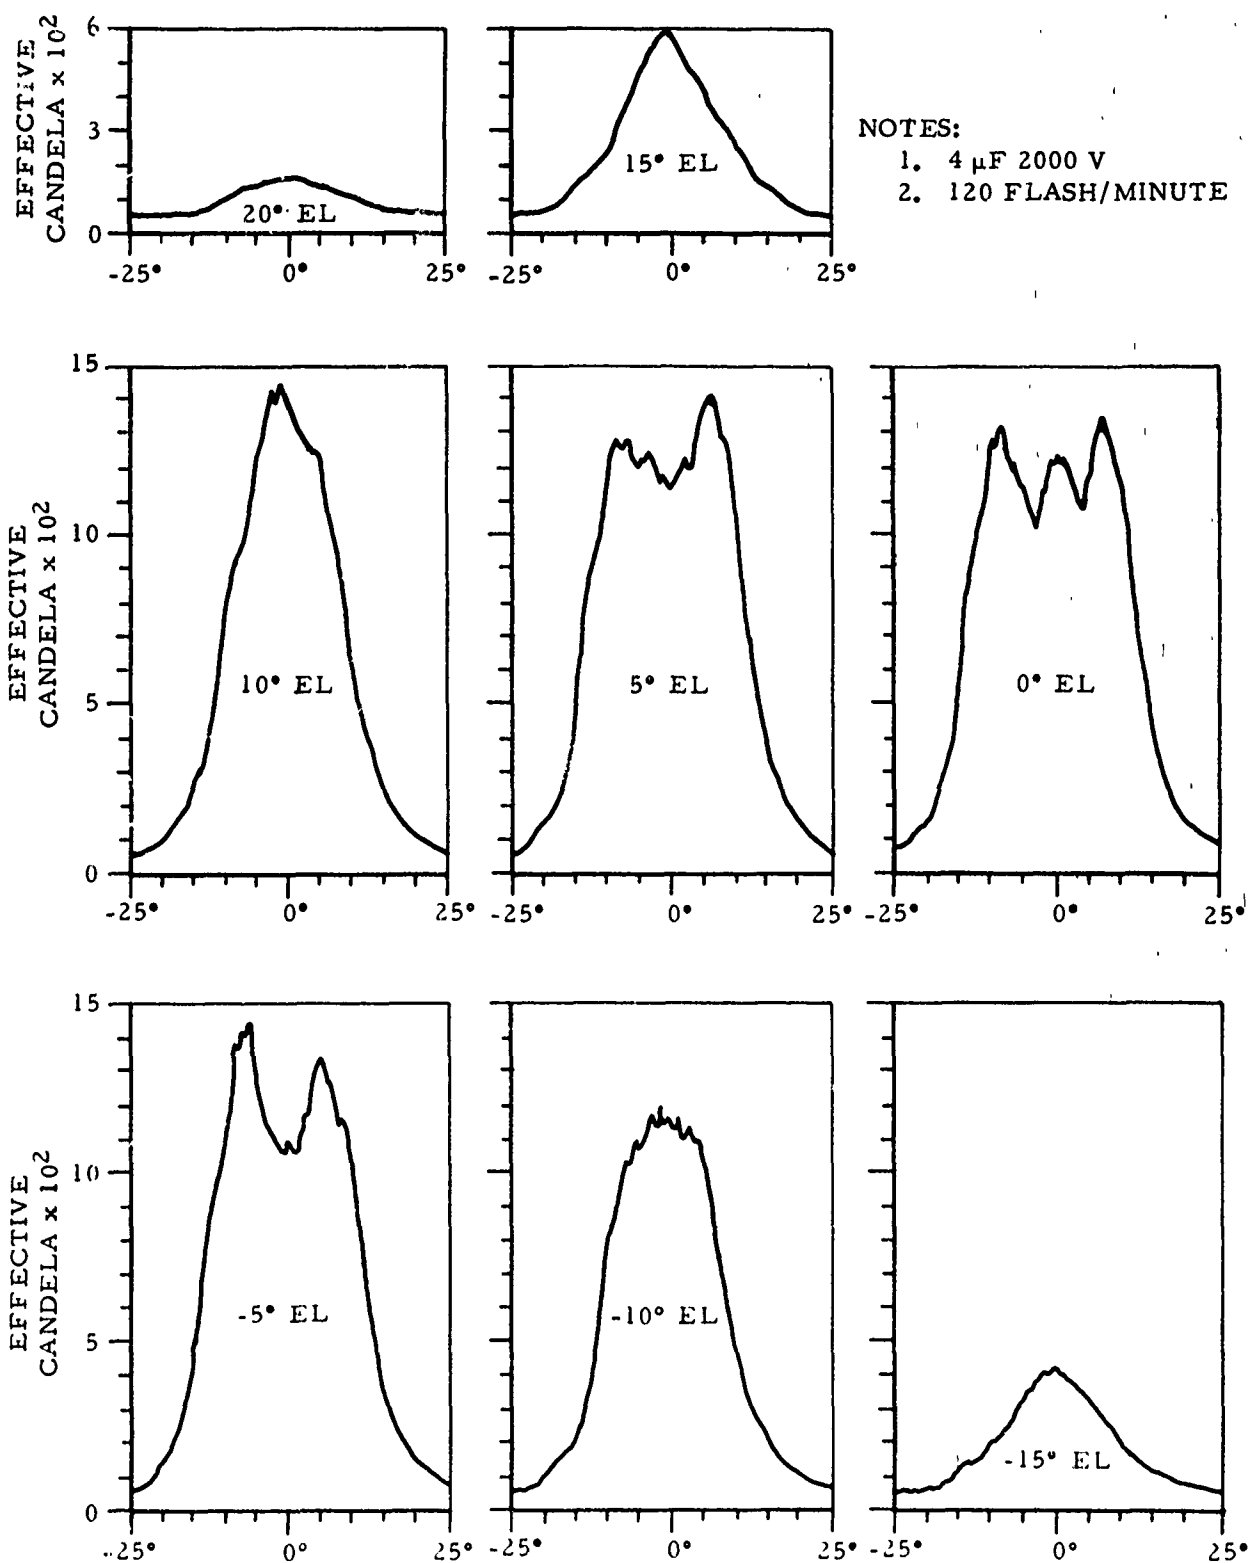 EFFECTIVE
CANDELA x 10²
6
3
0
20° EL
-25° 0° 25°
15° EL
-25° 0° 25°
NOTES:
1. 4 µF 2000 V
2. 120 FLASH/MINUTE
EFFECTIVE
CANDELA x 10²
15
10
5
0
10° EL
-25° 0° 25°
5° EL
-25° 0° 25°
0° EL
-25° 0° 25°
EFFECTIVE
CANDELA x 10²
15
10
5
0
-5° EL
-25° 0° 25°
-10° EL
-25° 0° 25°
-15° EL
-25° 0° 25°